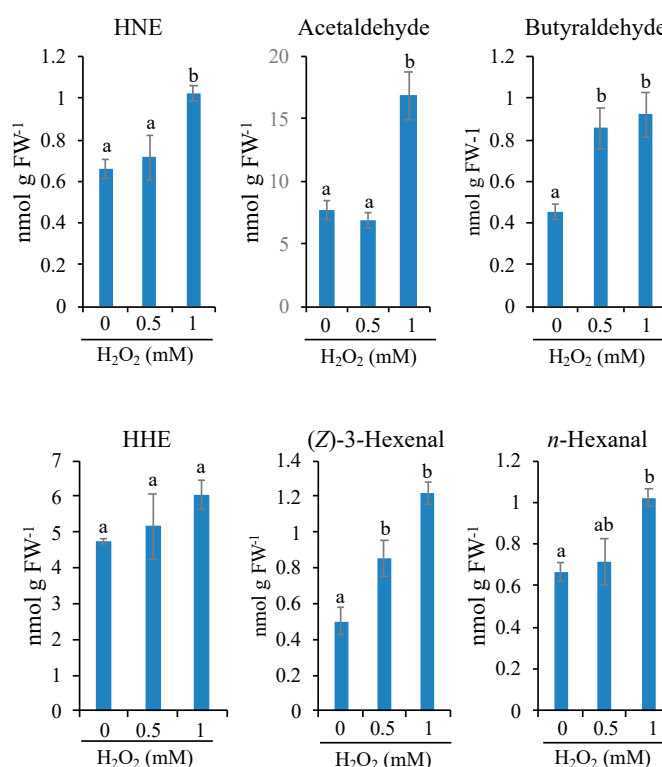 HNE
nmol g FW⁻¹
1.2
1
0.8
0.6
0.4
0.2
0
a
a
b
0 0.5 1
H₂O₂ (mM)
Acetaldehyde
nmol g FW⁻¹
20
15
10
5
0
a
a
b
0 0.5 1
H₂O₂ (mM)
Butyraldehyde
nmol g FW-1
1.2
1
0.8
0.6
0.4
0.2
0
a
b
b
0 0.5 1
H₂O₂ (mM)
HHE
nmol g FW⁻¹
7
6
5
4
3
2
1
0
a
a
a
0 0.5 1
H₂O₂ (mM)
(Z)-3-Hexenal
nmol g FW⁻¹
1.4
1.2
1
0.8
0.6
0.4
0.2
0
a
b
b
0 0.5 1
H₂O₂ (mM)
n-Hexanal
nmol g FW⁻¹
1.2
1
0.8
0.6
0.4
0.2
0
a
ab
b
0 0.5 1
H₂O₂ (mM)